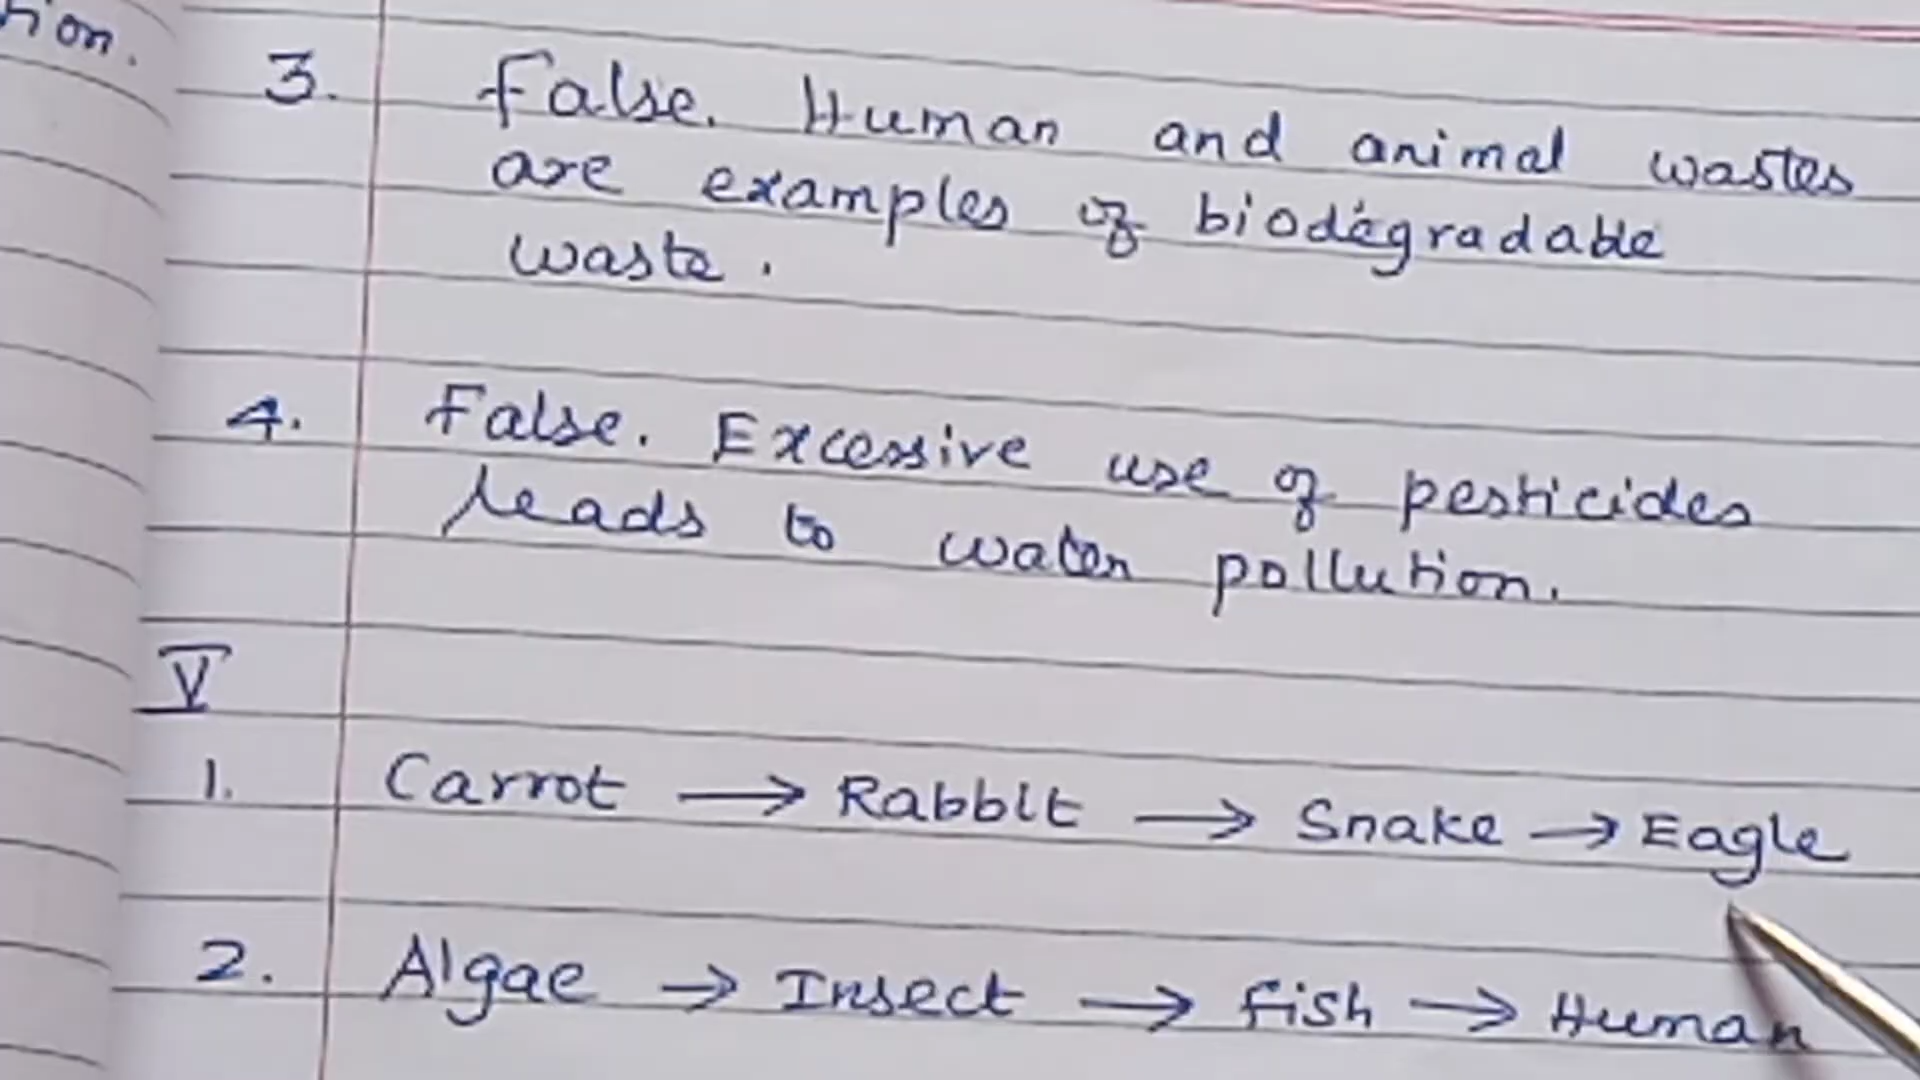 tion.
3. False. Human and animal wastes
are examples of biodegradable
waste.
4. False. Excessive use of pesticides
leads to water pollution.
V
1. Carrot → Rabbit → Snake → Eagle
2. Algae → Insect → Fish → Human